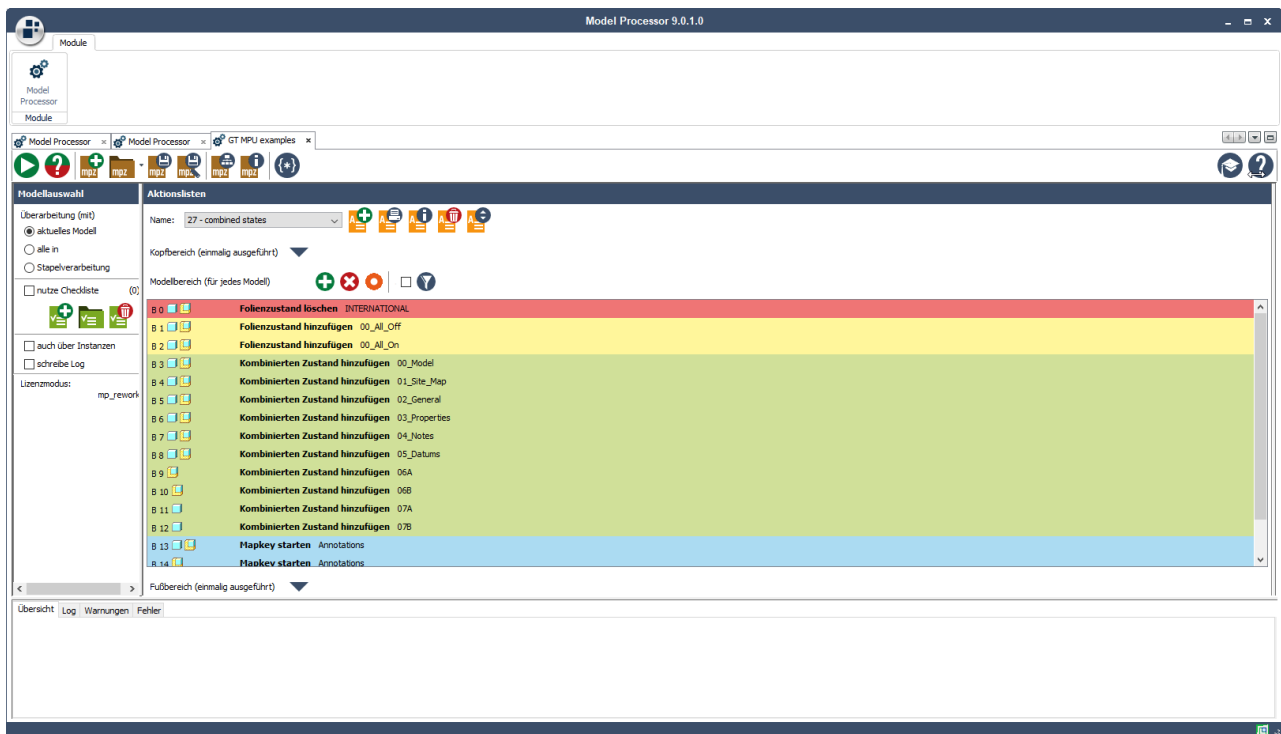 Model Processor 9.0.1.0
Module
Model
Processor
Module
Model Processor
Model Processor
GT MPU examples
mpz mpz mpz mpz mpz mpz
Modellauswahl
Überarbeitung (mit)
aktuelles Modell
alle in
Stapelverarbeitung
nutze Checkliste (0)
auch über Instanzen
schreibe Log
Lizenzmodus:
mp_rework
Aktionslisten
Name: 27 - combined states
Kopfbereich (einmalig ausgeführt)
Modellbereich (für jedes Modell)
B 0 Folienzustand löschen INTERNATIONAL
B 1 Folienzustand hinzufügen 00_All_Off
B 2 Folienzustand hinzufügen 00_All_On
B 3 Kombinierten Zustand hinzufügen 00_Model
B 4 Kombinierten Zustand hinzufügen 01_Site_Map
B 5 Kombinierten Zustand hinzufügen 02_General
B 6 Kombinierten Zustand hinzufügen 03_Properties
B 7 Kombinierten Zustand hinzufügen 04_Notes
B 8 Kombinierten Zustand hinzufügen 05_Datums
B 9 Kombinierten Zustand hinzufügen 06A
B 10 Kombinierten Zustand hinzufügen 06B
B 11 Kombinierten Zustand hinzufügen 07A
B 12 Kombinierten Zustand hinzufügen 07B
B 13 Mapkey starten Annotations
B 14 Mapkey starten Annotations
Fußbereich (einmalig ausgeführt)
Übersicht Log Warnungen Fehler